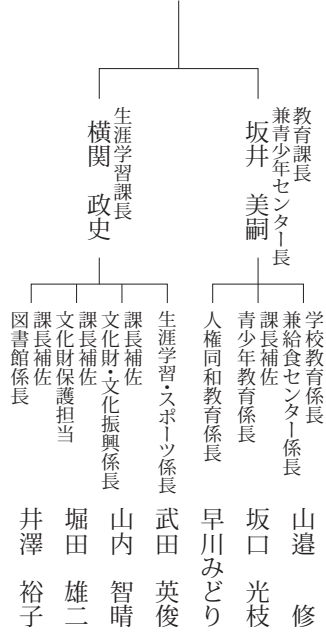 教育課長
兼青少年センター長
坂井 美嗣
生涯学習課長
横関 政史
学校教育係長
兼給食センター係長
山邉 修
課長補佐
青少年教育係長
坂口 光枝
人権同和教育係長
早川みどり
生涯学習・スポーツ係長
武田 英俊
課長補佐
文化財・文化振興係長
山内 智晴
課長補佐
文化財保護担当
堀田 雄二
課長補佐
図書館係長
井澤 裕子